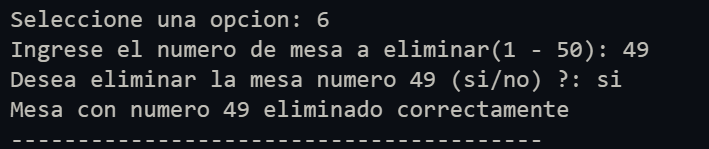 Seleccione una opcion: 6
Ingrese el numero de mesa a eliminar(1 - 50): 49
Desea eliminar la mesa numero 49 (si/no) ?: si
Mesa con numero 49 eliminado correctamente
----------------------------------------